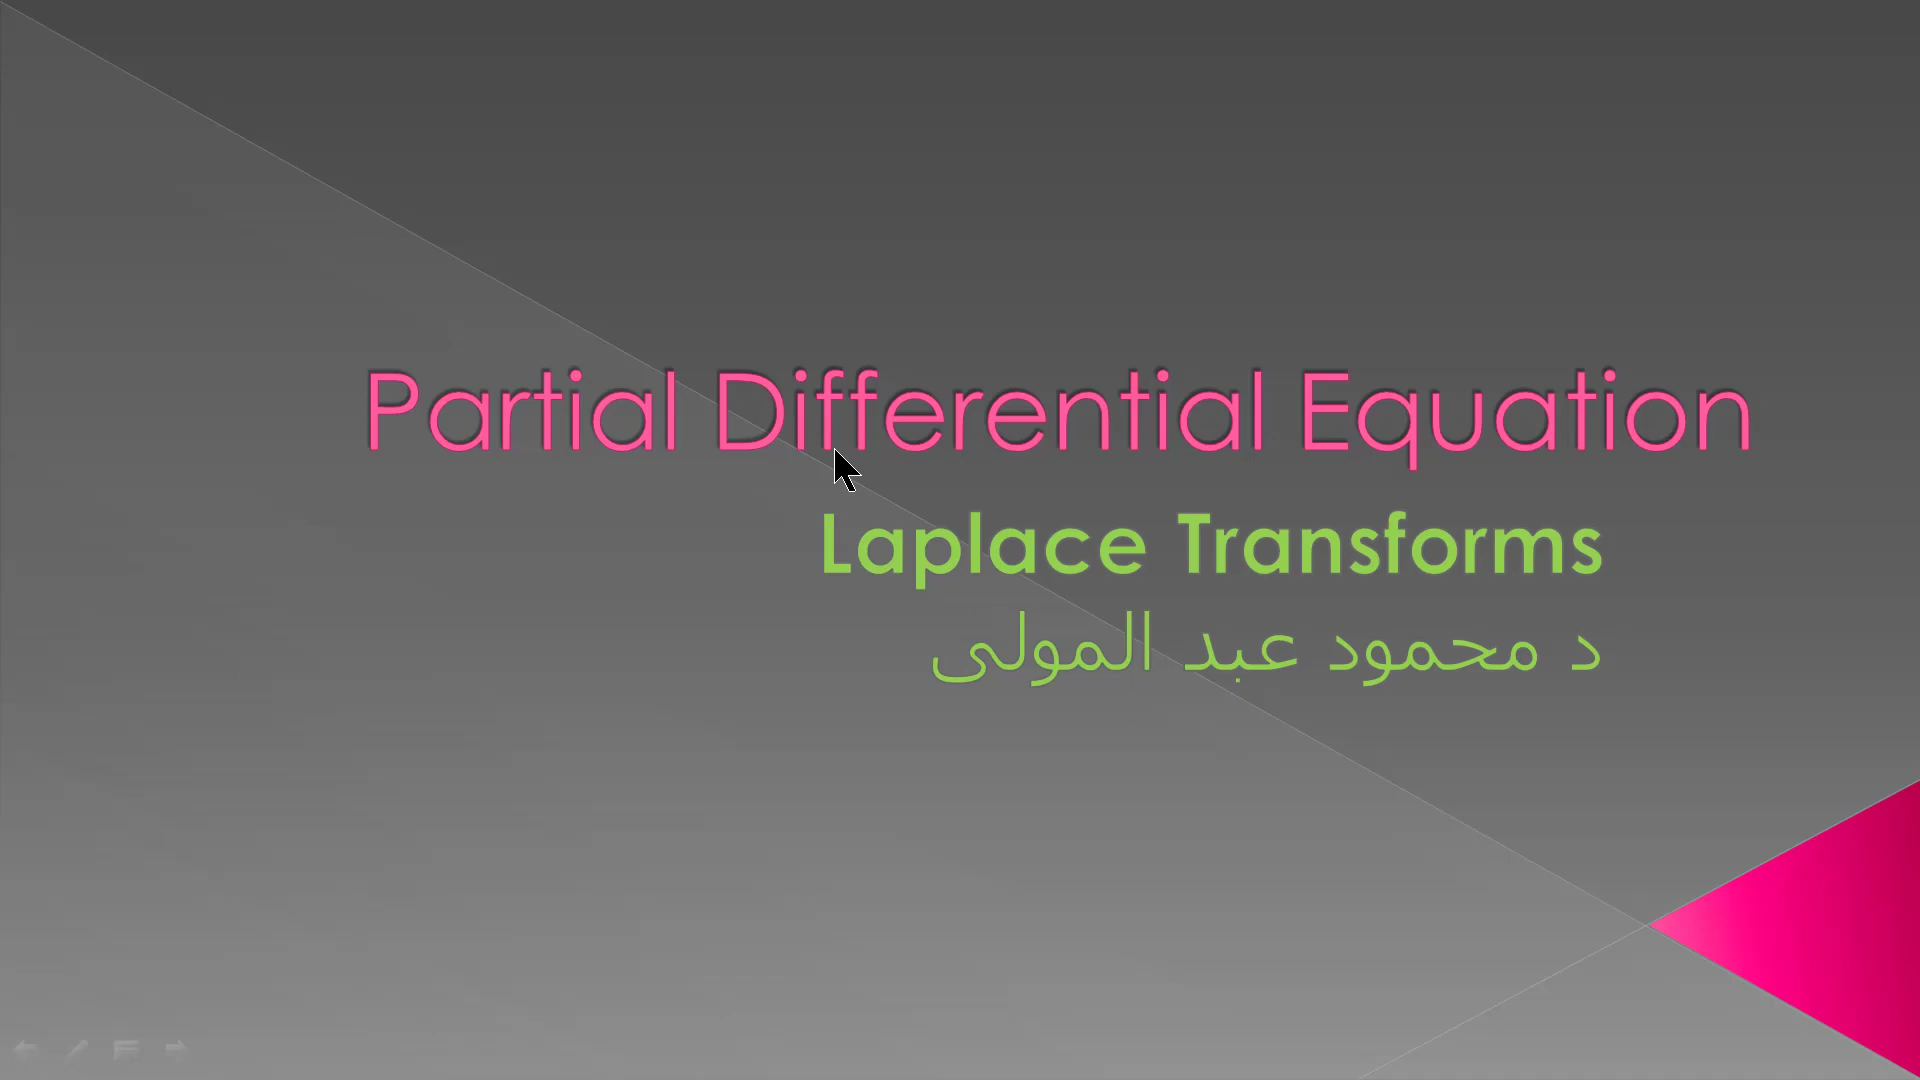 Partial Differential Equation
Laplace Transforms
د محمود عبد المولى